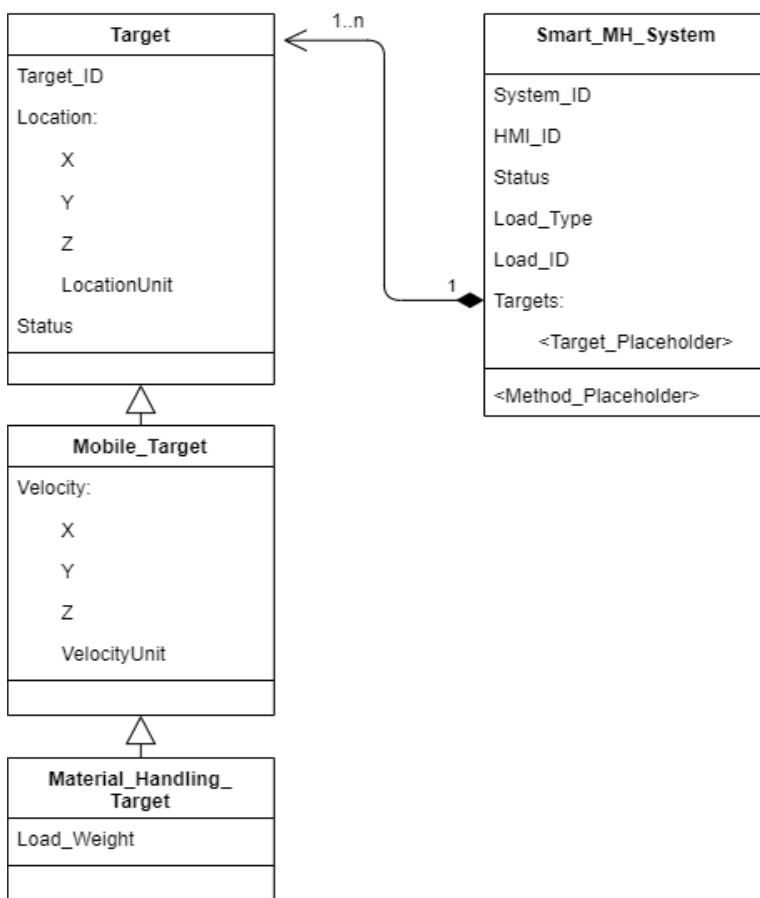 Target
Target_ID
Location:
X
Y
Z
LocationUnit
Status
1..n
1
Smart_MH_System
System_ID
HMI_ID
Status
Load_Type
Load_ID
Targets:
<Target_Placeholder>
<Method_Placeholder>
Mobile_Target
Velocity:
X
Y
Z
VelocityUnit
Material_Handling_
Target
Load_Weight